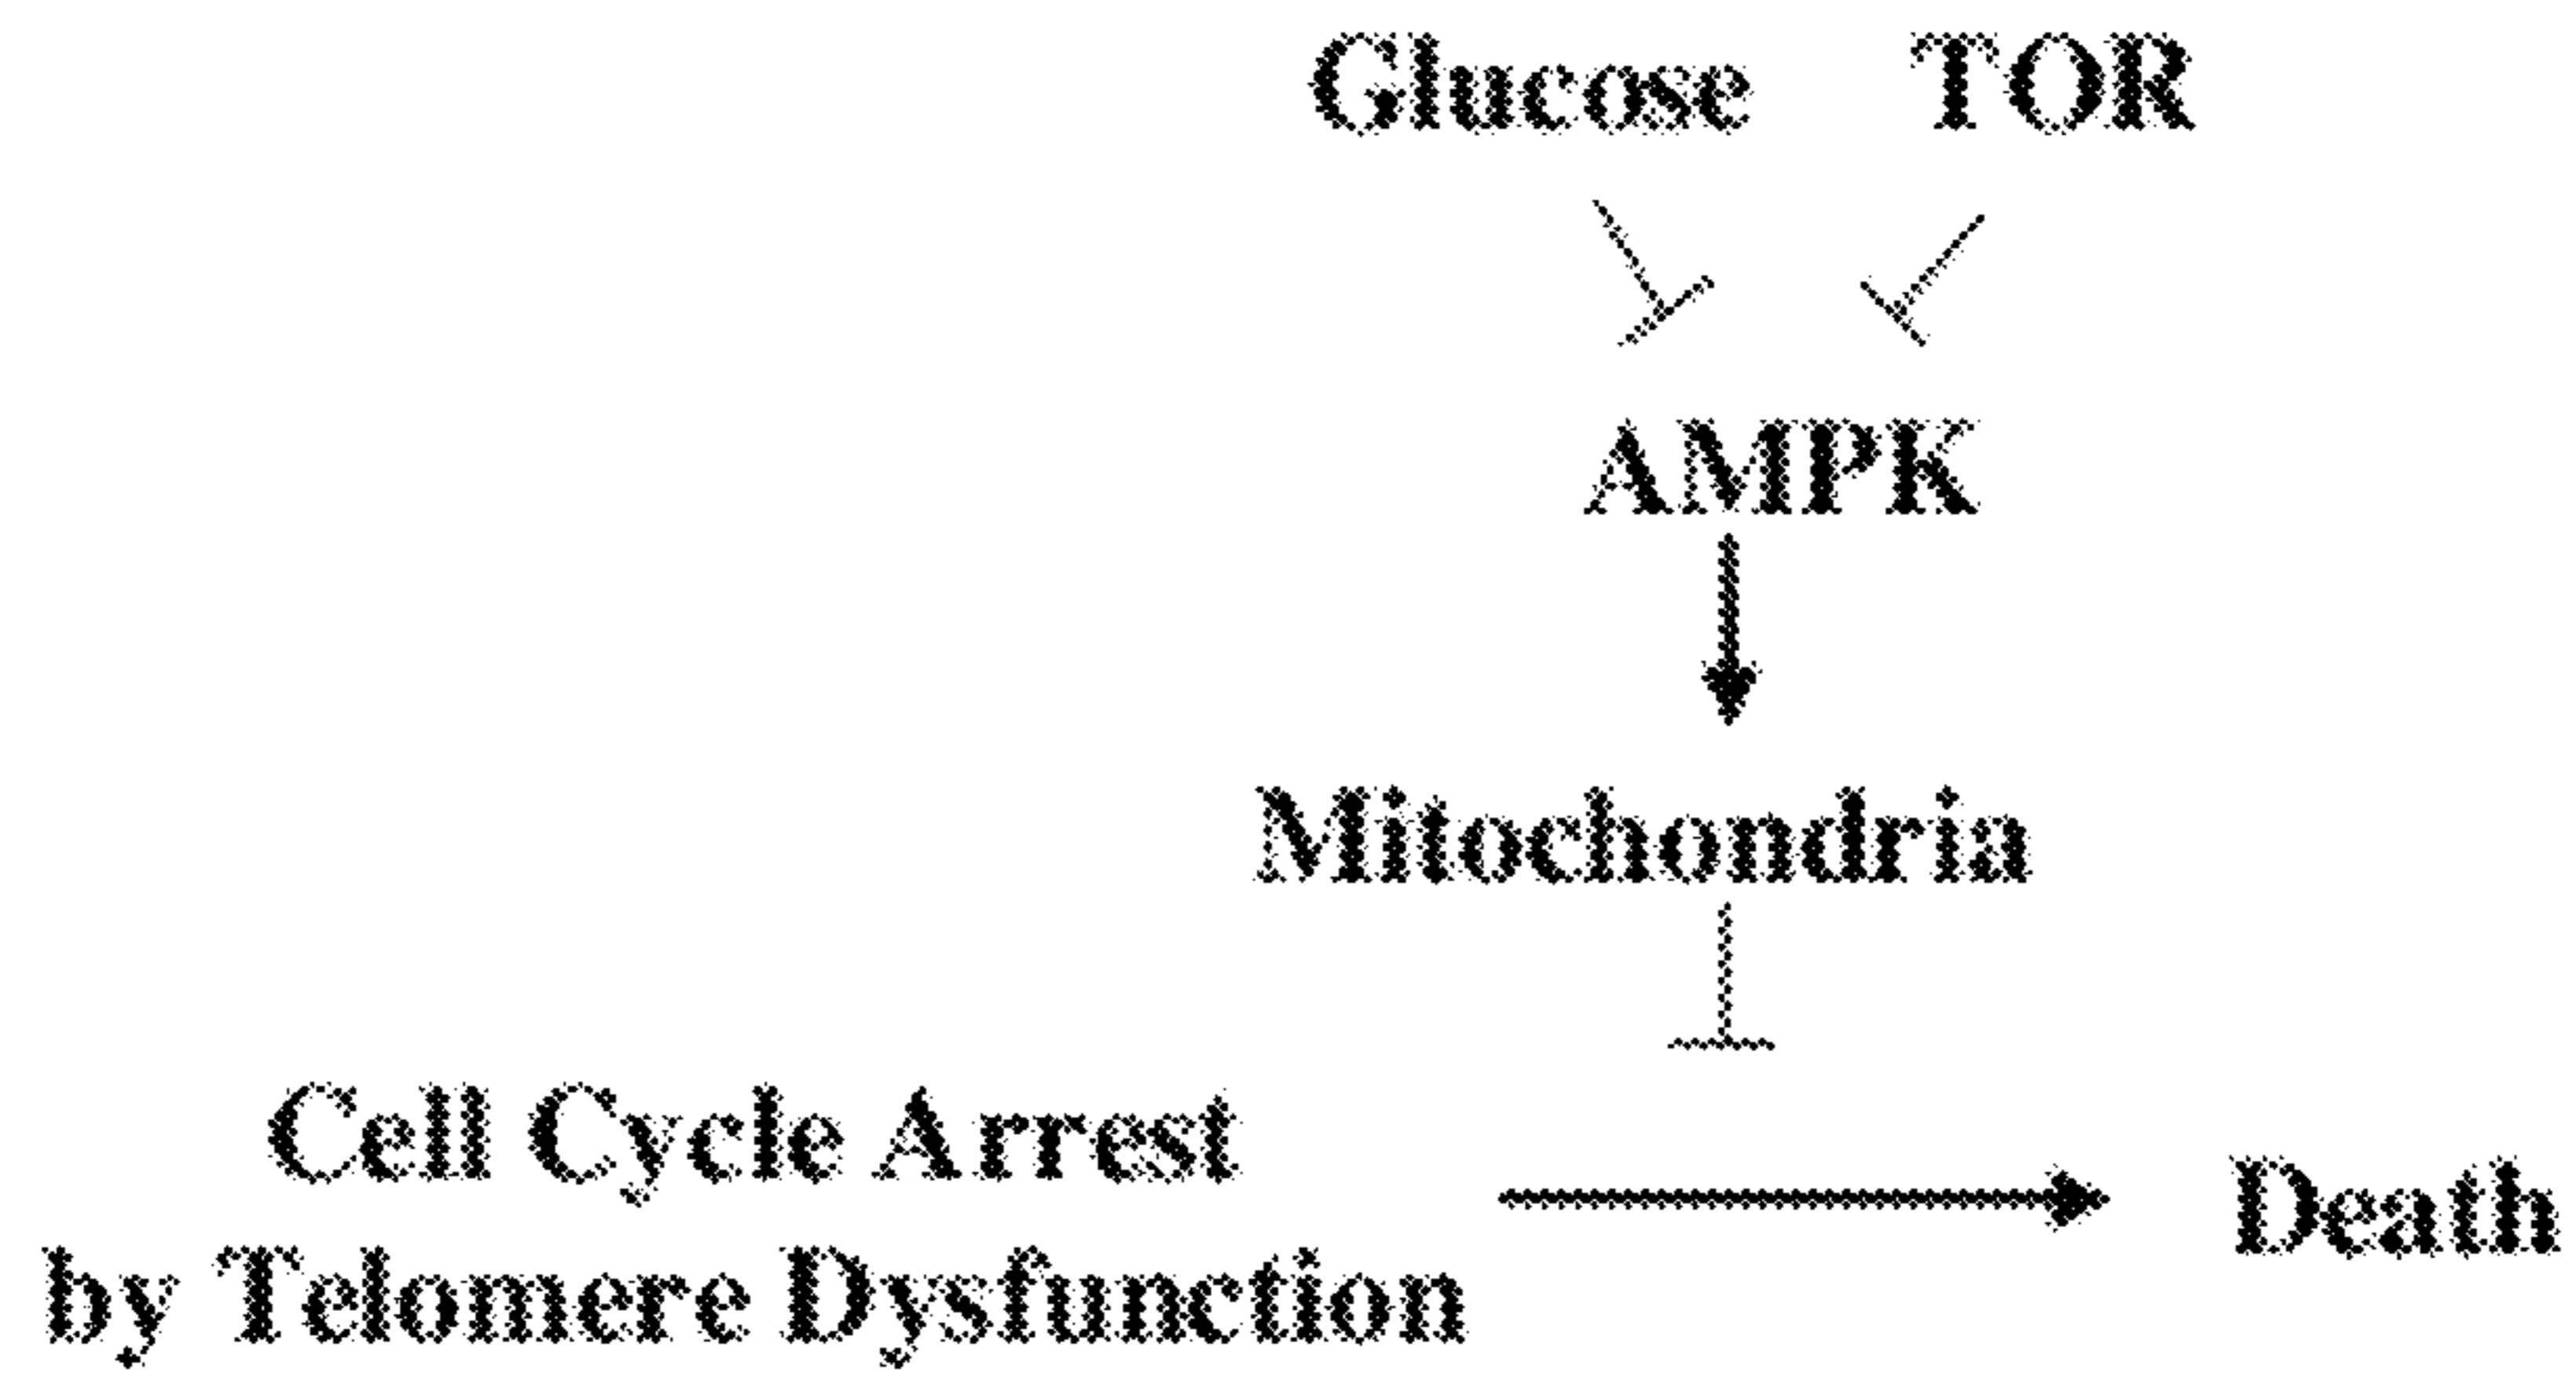 Glucose TOR
AMPK
Mitochondria
Cell Cycle Arrest
by Telomere Dysfunction
Death